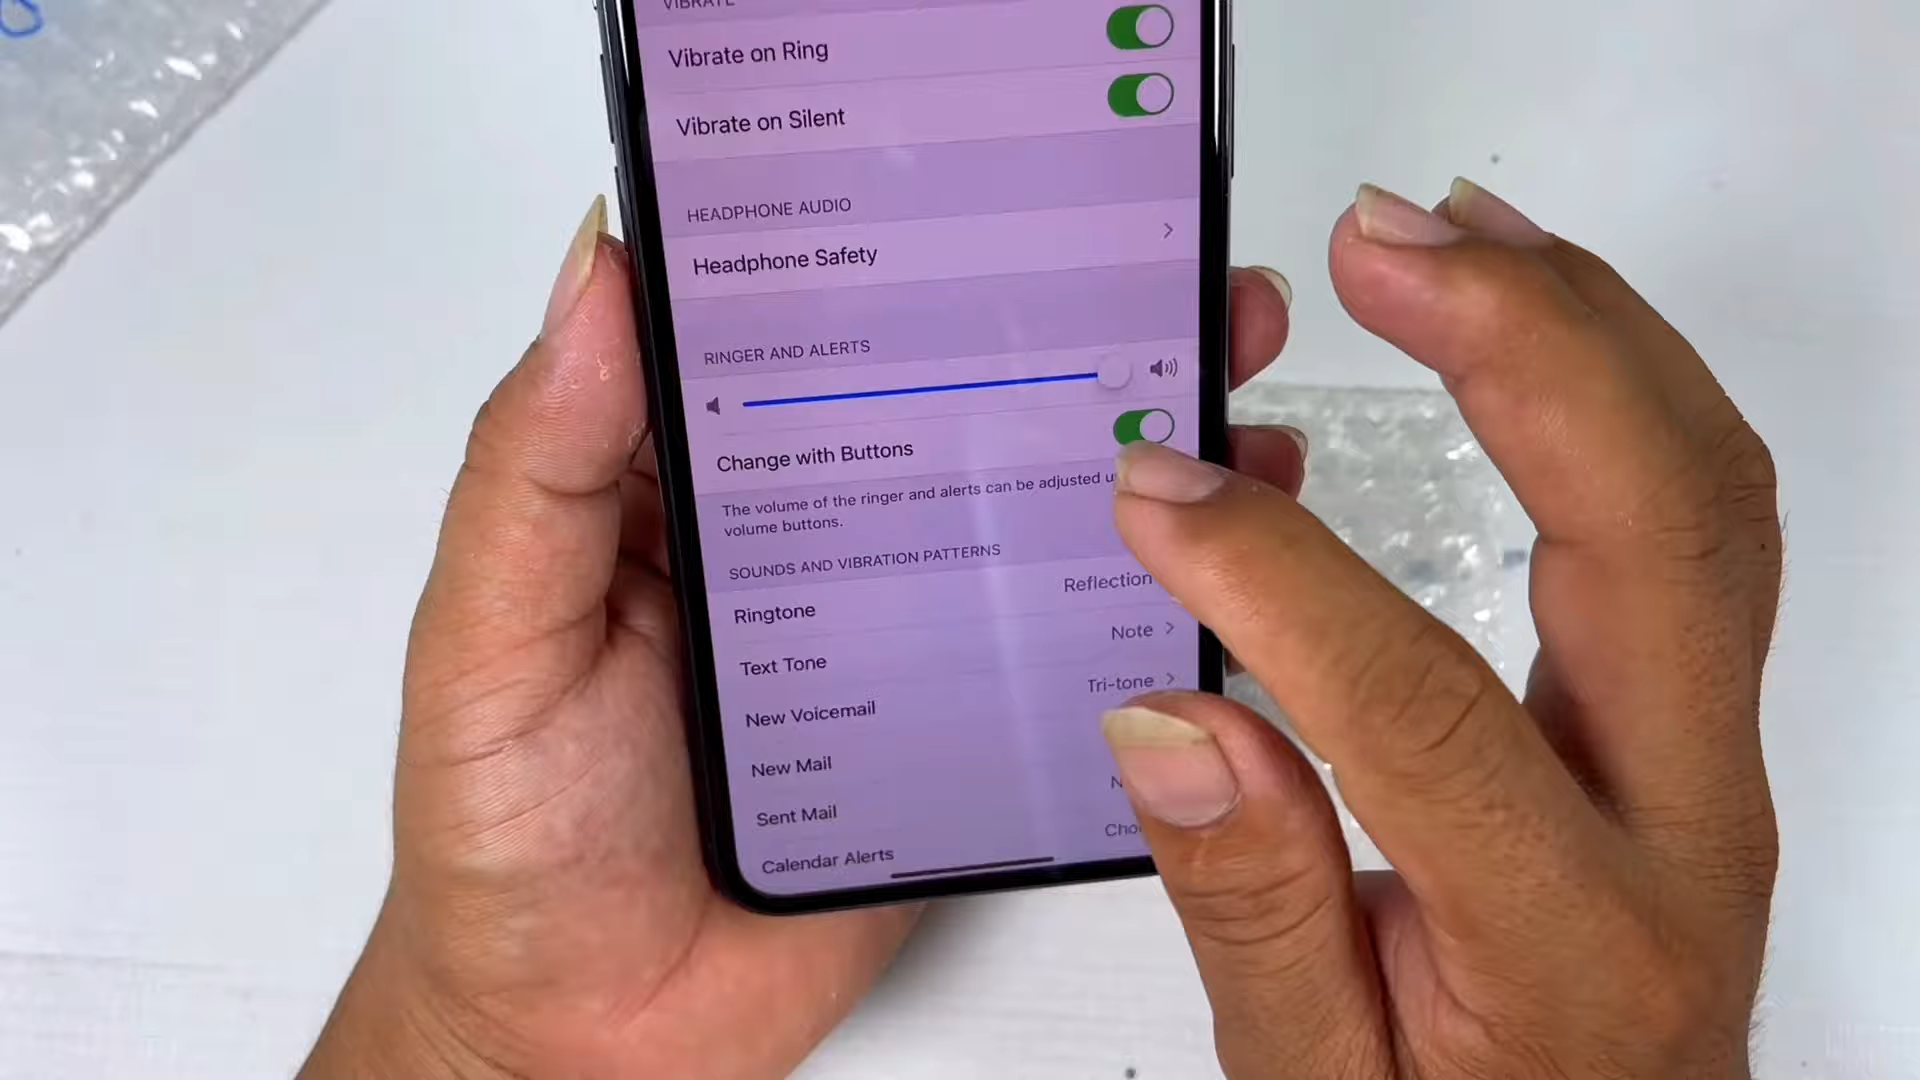 VIBRATE
Vibrate on Ring
Vibrate on Silent
HEADPHONE AUDIO
Headphone Safety
RINGER AND ALERTS
Change with Buttons
The volume of the ringer and alerts can be adjusted
volume buttons.
SOUNDS AND VIBRATION PATTERNS
Ringtone Reflection
Text Tone Note
New Voicemail Tri-tone
New Mail
Sent Mail
Calendar Alerts